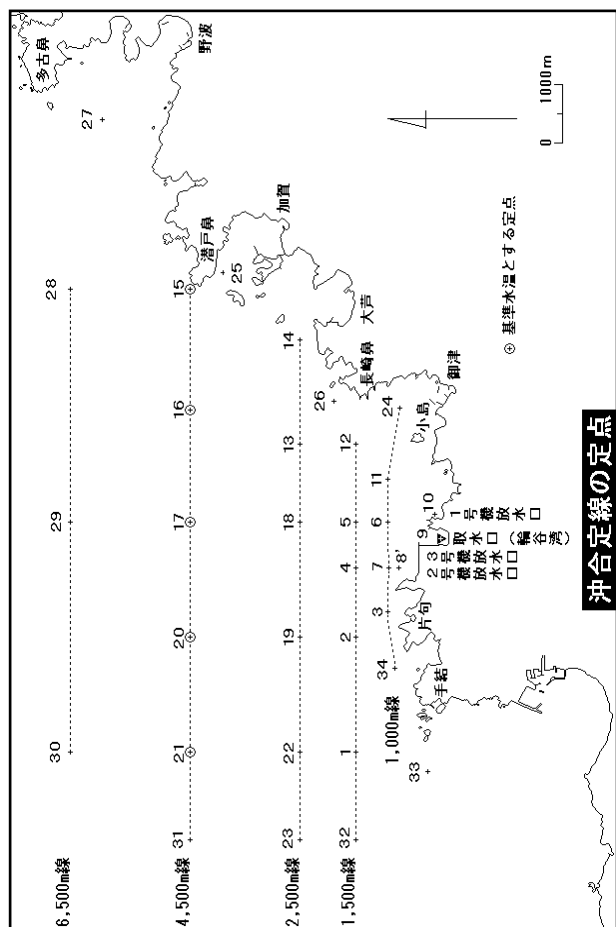 6,500m線
30
29
28
4,500m線
31
21
20
17
16
15
2,500m線
23
22
19
18
13
14
1,500m線
32
1
2
4
5
12
1,000m線
34
3
7
6
11
24
8'
9
10
33
26
25
27
多古鼻
野波
潜戸鼻
加賀
大芦
長崎鼻
御津
小島
片句
手結
1号機放水口
取水口(輪谷湾)
3号機放水口
2号機放水口
⊕ 基準水温とする定点
0 1000m
沖合定線の定点